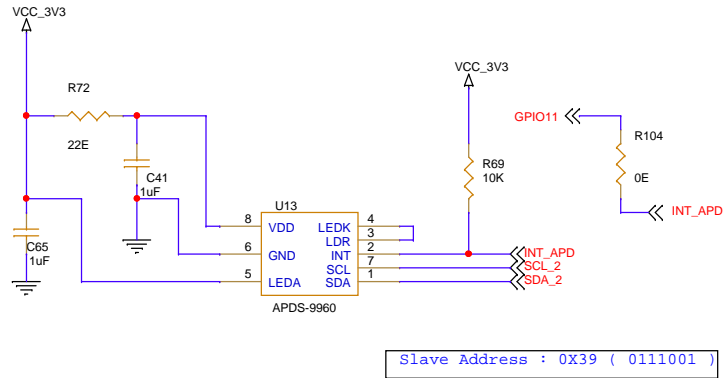 VCC_3V3
R72
22E
C41
1uF
C65
1uF
VCC_3V3
R69
10K
GPIO11
R104
0E
INT_APD
U13
8 VDD LEDK 4
LDR 3
6 GND INT 2
SCL 7
5 LEDA SDA 1
APDS-9960
INT_APD
SCL_2
SDA_2
Slave Address : 0X39 ( 0111001 )